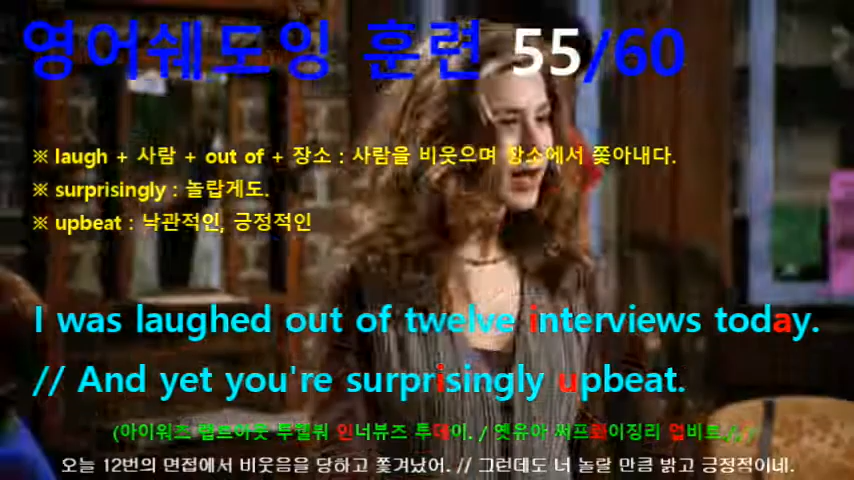 영어쉐도잉 훈련 55/60
※ laugh + 사람 + out of + 장소 : 사람을 비웃으며 장소에서 쫓아내다.
※ surprisingly : 놀랍게도.
※ upbeat : 낙관적인, 긍정적인
I was laughed out of twelve interviews today.
// And yet you're surprisingly upbeat.
(아이워즈 랩트아웃 투웰뷔 인너뷰즈 투데이. / 옛유아 써프롸이징리 업비트.
오늘 12번의 면접에서 비웃음을 당하고 쫓겨났어. // 그런데도 너 놀랄 만큼 밝고 긍정적이네.